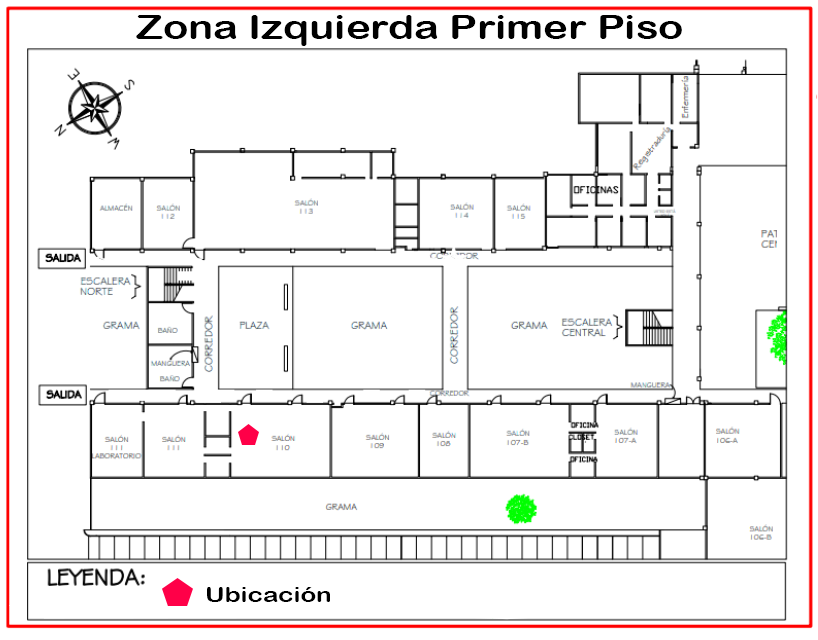 Zona Izquierda Primer Piso
E
S
N
W
Enfermería
Registraduría
OFICINAS
ALMACÉN
SALÓN
112
SALÓN
113
SALÓN
114
SALÓN
115
SALIDA
CORREDOR
PAT
CEN
ESCALERA
NORTE
GRAMA
BAÑO
MANGUERA
BAÑO
CORREDOR
PLAZA
GRAMA
CORREDOR
GRAMA
ESCALERA
CENTRAL
MANGUERA
SALIDA
CORREDOR
SALÓN
111
LABORATORIO
SALÓN
111
SALÓN
110
SALÓN
109
SALÓN
108
SALÓN
107-B
OFICINA
CLOSET
OFICINA
SALÓN
107-A
SALÓN
106-A
GRAMA
SALÓN
106-B
LEYENDA:
Ubicación